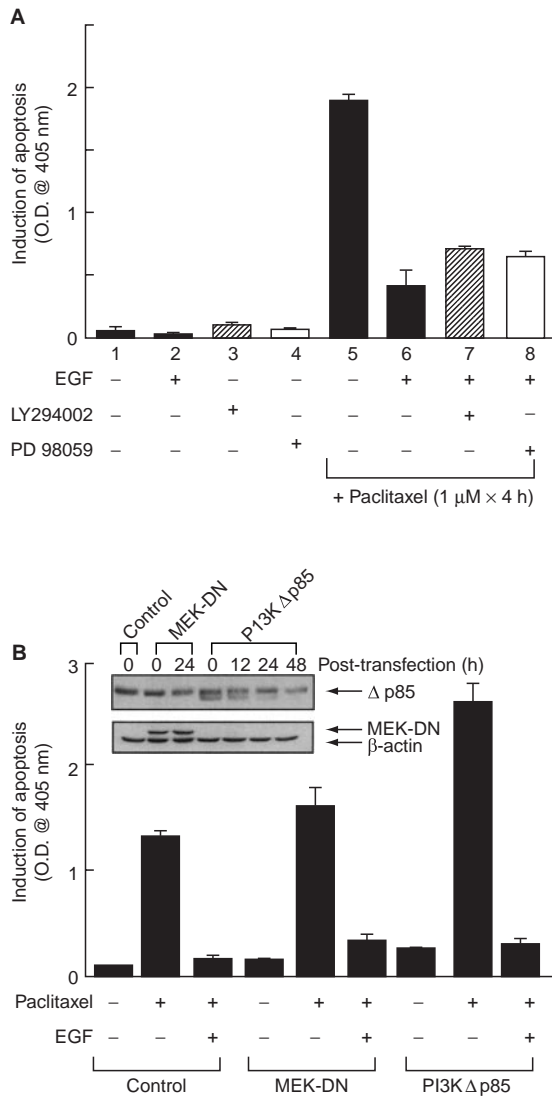 A
Induction of apoptosis
(O.D. @ 405 nm)
2
1
0
1 2 3 4 5 6 7 8
EGF – + – – – + + +
LY294002 – – + – – – + –
PD 98059 – – – + – – – +
+ Paclitaxel (1 μM × 4 h)
B
Control MEK-DN P13K Δp85
0 0 24 0 12 24 48 Post-transfection (h)
Δ p85
MEK-DN
β-actin
Induction of apoptosis
(O.D. @ 405 nm)
3
2
1
0
Paclitaxel – + + – + + – + +
EGF – – + – – + – – +
Control MEK-DN PI3K Δp85